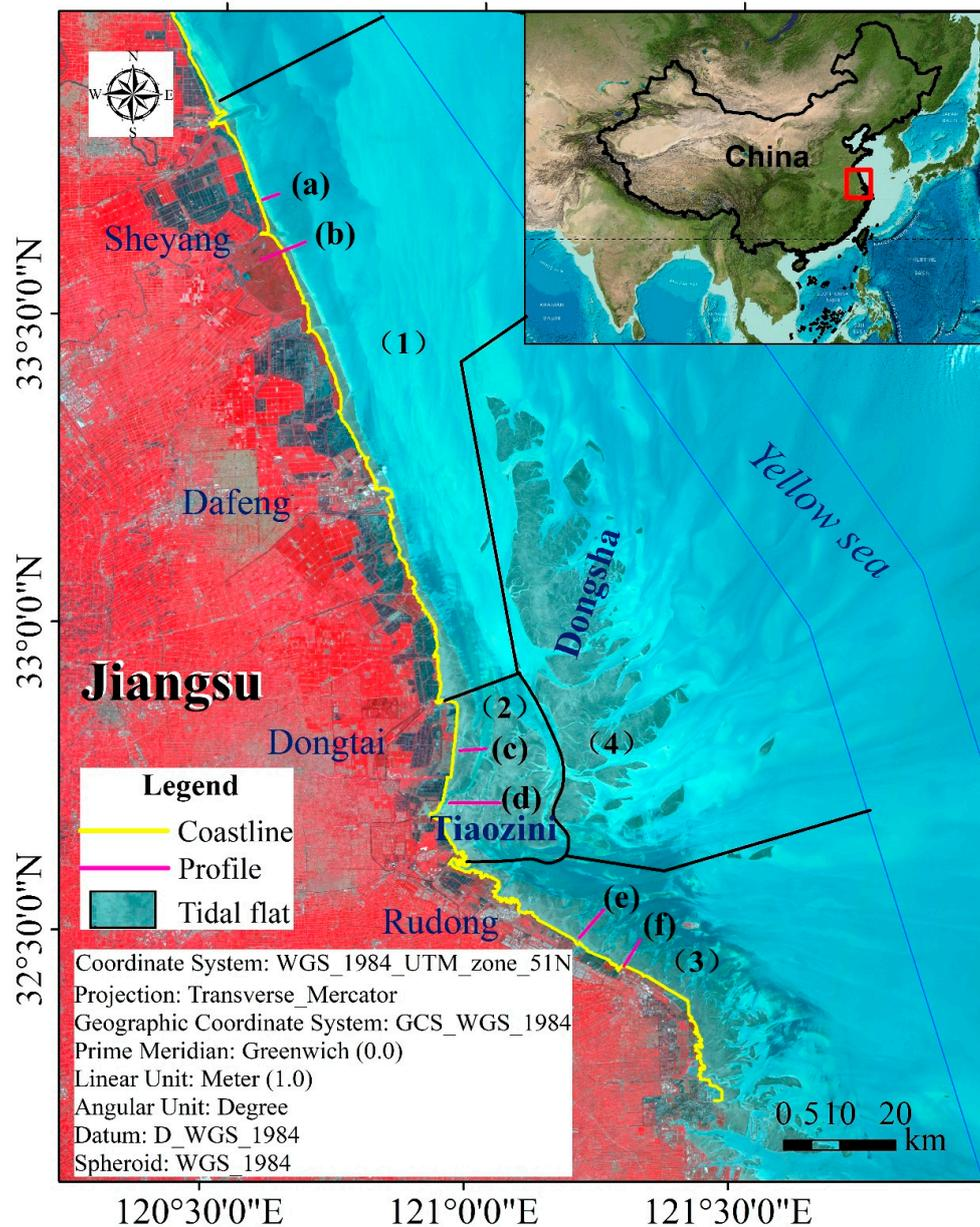 N
W E
S
China
(a)
(b)
Sheyang
(1)
33°30'0"N
Yellow sea
Dafeng
Dongsha
33°0'0"N
Jiangsu
(2)
(4)
Dongtai
(c)
(d)
Tiaozini
Legend
Coastline
Profile
Tidal flat
Rudong
(e)
(f)
(3)
32°30'0"N
Coordinate System: WGS_1984_UTM_zone_51N
Projection: Transverse_Mercator
Geographic Coordinate System: GCS_WGS_1984
Prime Meridian: Greenwich (0.0)
Linear Unit: Meter (1.0)
Angular Unit: Degree
Datum: D_WGS_1984
Spheroid: WGS_1984
0 5 10 20
km
120°30'0"E 121°0'0"E 121°30'0"E